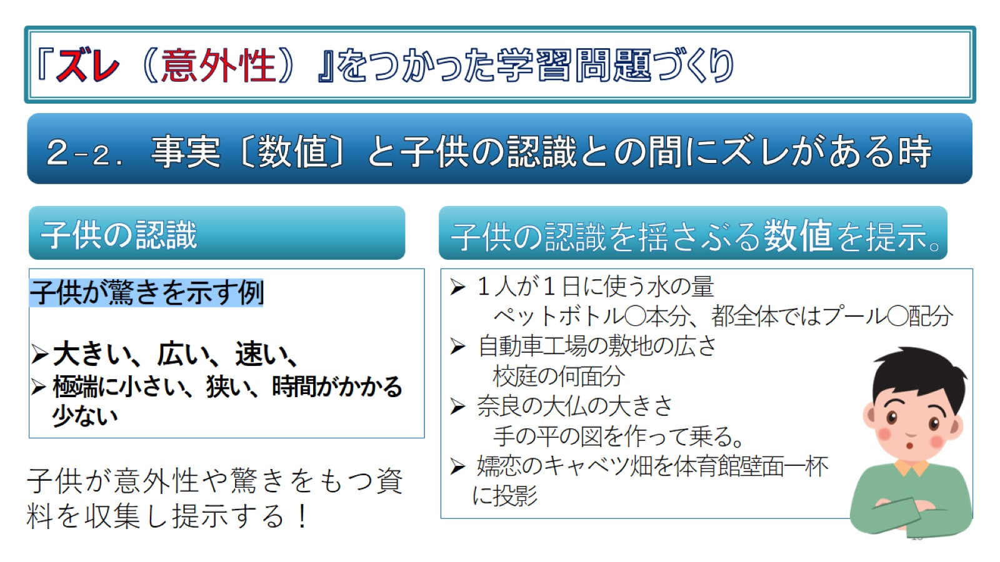 『ズレ（意外性）』をつかった学習問題づくり
２－２． 事実〔数値〕と子供の認識との間にズレがある時
子供の認識
子供が驚きを示す例
➢大きい、広い、速い、
➢極端に小さい、狭い、時間がかかる
少ない
子供が意外性や驚きをもつ資
料を収集し提示する！
子供の認識を揺さぶる数値を提示。
➢ １人が１日に使う水の量
ペットボトル〇本分、都全体ではプール〇配分
➢ 自動車工場の敷地の広さ
校庭の何面分
➢ 奈良の大仏の大きさ
手の平の図を作って乗る。
➢ 嬬恋のキャベツ畑を体育館壁面一杯
に投影